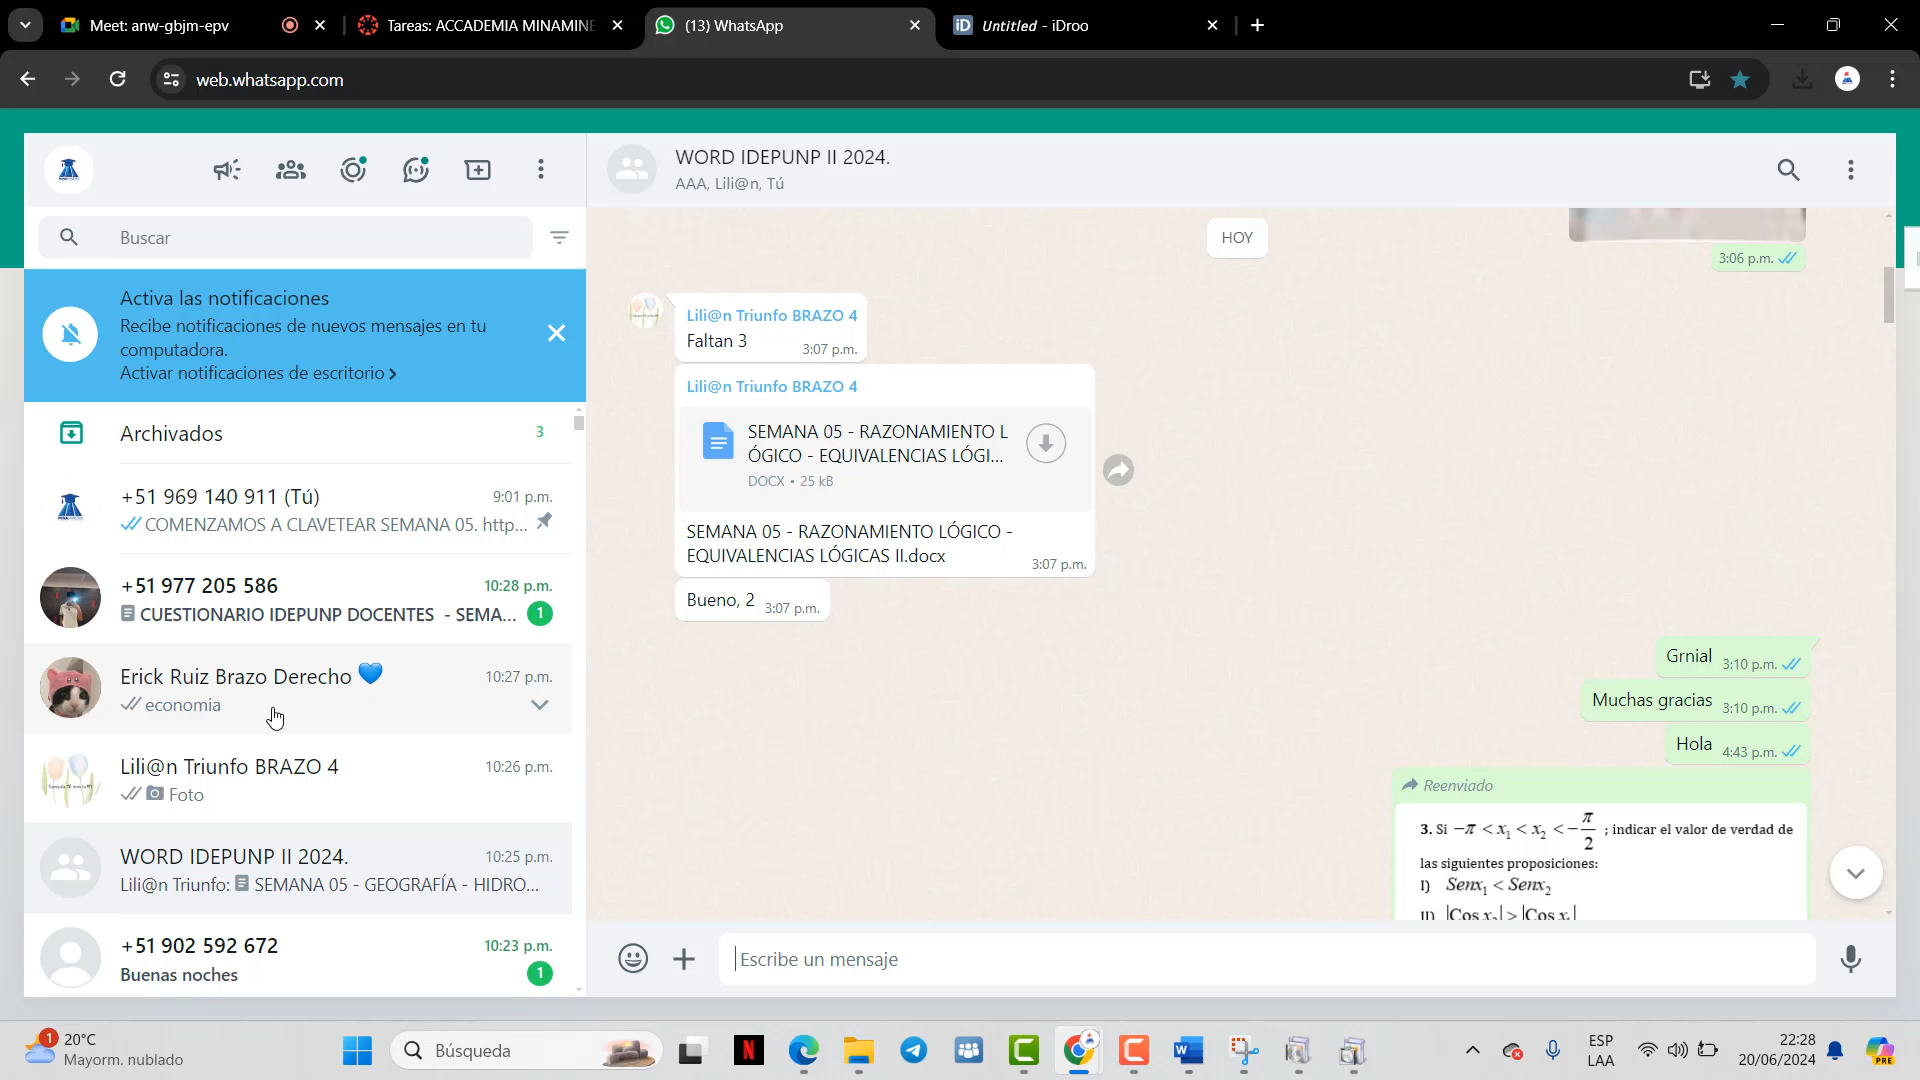 Meet: anw-gbjm-epv
Tareas: ACCADEMIA MINAMINE
(13) WhatsApp
Untitled - iDroo
web.whatsapp.com
WORD IDEPUNP II 2024.
AAA, Lili@n, Tú
Buscar
Activa las notificaciones
Recibe notificaciones de nuevos mensajes en tu
computadora.
Activar notificaciones de escritorio >
Archivados 3
+51 969 140 911 (Tú) 9:01 p.m.
COMENZAMOS A CLAVETEAR SEMANA 05. http...
+51 977 205 586 10:28 p.m.
CUESTIONARIO IDEPUNP DOCENTES - SEMA... 1
Erick Ruiz Brazo Derecho 💙 10:27 p.m.
economia
Lili@n Triunfo BRAZO 4 10:26 p.m.
Foto
WORD IDEPUNP II 2024. 10:25 p.m.
Lili@n Triunfo: SEMANA 05 - GEOGRAFÍA - HIDRO...
+51 902 592 672 10:23 p.m.
Buenas noches 1
HOY
3:06 p.m.
Lili@n Triunfo BRAZO 4
Faltan 3 3:07 p.m.
Lili@n Triunfo BRAZO 4
SEMANA 05 - RAZONAMIENTO L
ÓGICO - EQUIVALENCIAS LÓGI...
DOCX • 25 kB
SEMANA 05 - RAZONAMIENTO LÓGICO -
EQUIVALENCIAS LÓGICAS II.docx 3:07 p.m.
Bueno, 2 3:07 p.m.
Grnial 3:10 p.m.
Muchas gracias 3:10 p.m.
Hola 4:43 p.m.
Reenviado
3. Si −π < x₁ < x₂ < −π/2 ; indicar el valor de verdad de
las siguientes proposiciones:
I) Senx₁ < Senx₂
II) |Cos x₂| > |Cos x₁|
Escribe un mensaje
1
20°C
Mayorm. nublado
Búsqueda
ESP
LAA
22:28
20/06/2024
PRE